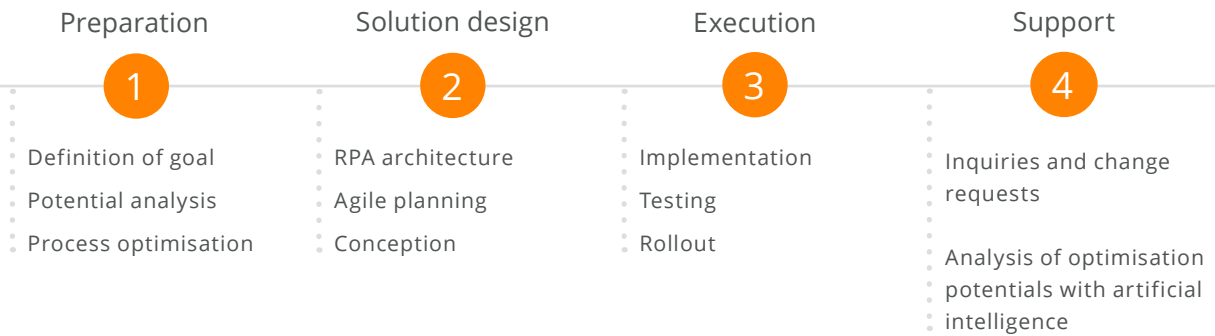 Preparation
1
Definition of goal
Potential analysis
Process optimisation
Solution design
2
RPA architecture
Agile planning
Conception
Execution
3
Implementation
Testing
Rollout
Support
4
Inquiries and change
requests
Analysis of optimisation
potentials with artificial
intelligence